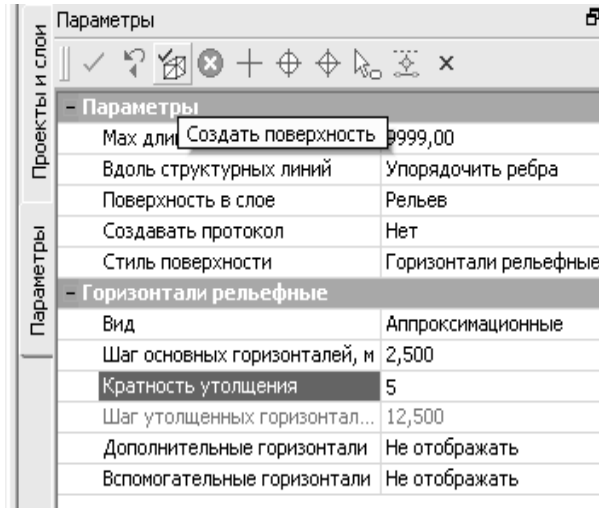 Параметры
Проекты и слои
Параметры
– Параметры
Создать поверхность
Max дли 9999,00
Вдоль структурных линий Упорядочить ребра
Поверхность в слое Рельев
Создавать протокол Нет
Стиль поверхности Горизонтали рельефные
– Горизонтали рельефные
Вид Аппроксимационные
Шаг основных горизонталей, м 2,500
Кратность утолщения 5
Шаг утолщенных горизонтал... 12,500
Дополнительные горизонтали Не отображать
Вспомогательные горизонтали Не отображать